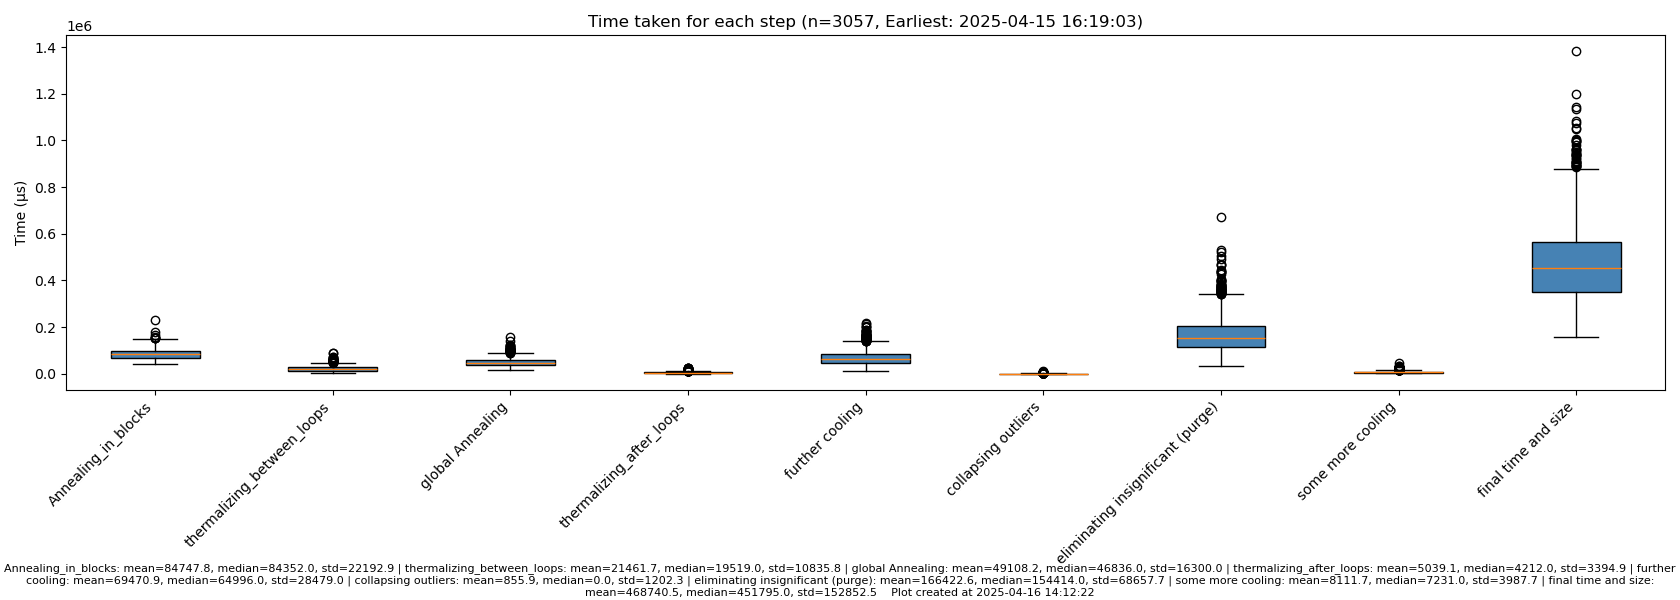 Time taken for each step (n=3057, Earliest: 2025-04-15 16:19:03)
1e6
1.4
1.2
1.0
0.8
0.6
0.4
0.2
0.0
Time (µs)
Annealing_in_blocks
thermalizing_between_loops
global Annealing
thermalizing_after_loops
further cooling
collapsing outliers
eliminating insignificant (purge)
some more cooling
final time and size
Annealing_in_blocks: mean=84747.8, median=84352.0, std=22192.9 | thermalizing_between_loops: mean=21461.7, median=19519.0, std=10835.8 | global Annealing: mean=49108.2, median=46836.0, std=16300.0 | thermalizing_after_loops: mean=5039.1, median=4212.0, std=3394.9 | further
cooling: mean=69470.9, median=64996.0, std=28479.0 | collapsing outliers: mean=855.9, median=0.0, std=1202.3 | eliminating insignificant (purge): mean=166422.6, median=154414.0, std=68657.7 | some more cooling: mean=8111.7, median=7231.0, std=3987.7 | final time and size:
mean=468740.5, median=451795.0, std=152852.5    Plot created at 2025-04-16 14:12:22